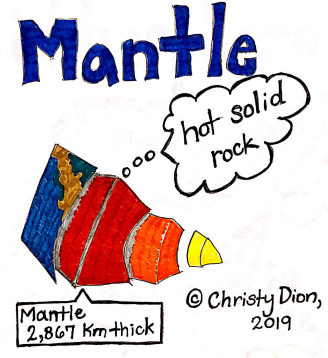 Mantle
hot solid
rock
Mantle
2,867 Km thick
© Christy Dion,
2019